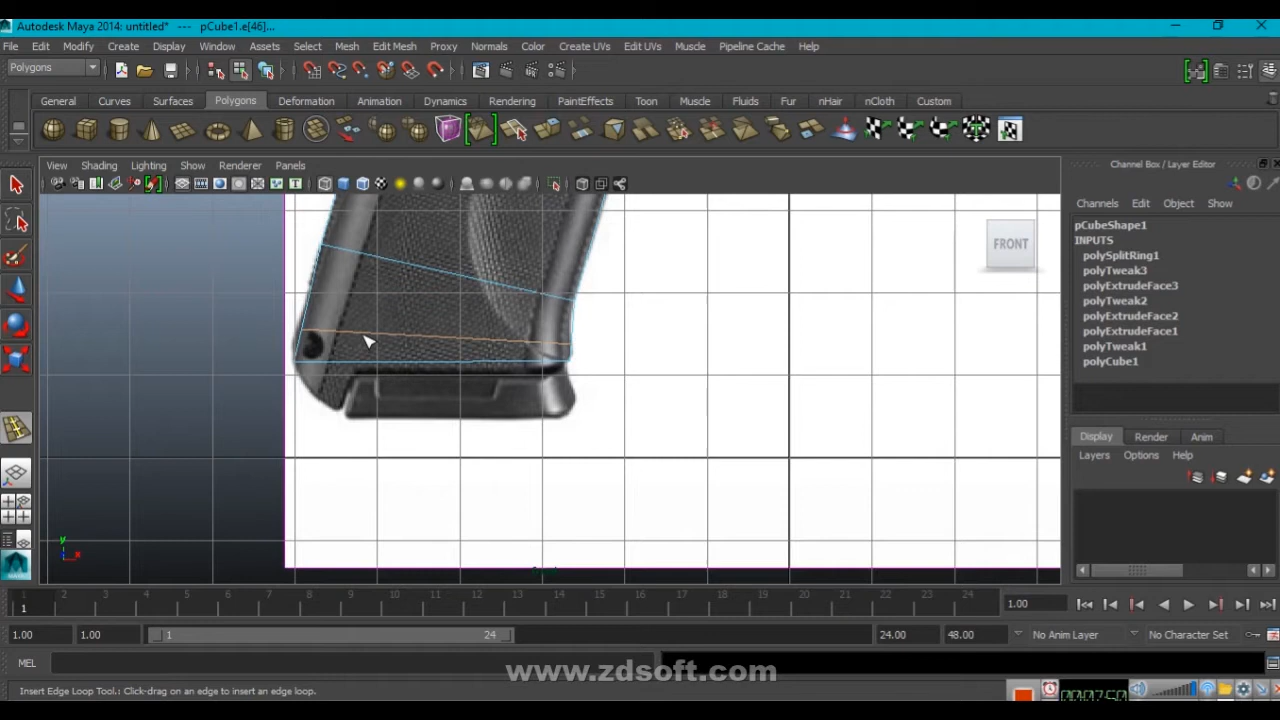 Autodesk Maya 2014: untitled* --- pCube1.e[46]...
File Edit Modify Create Display Window Assets Select Mesh Edit Mesh Proxy Normals Color Create UVs Edit UVs Muscle Pipeline Cache Help
Polygons
General Curves Surfaces Polygons Deformation Animation Dynamics Rendering PaintEffects Toon Muscle Fluids Fur nHair nCloth Custom
View Shading Lighting Show Renderer Panels
Channel Box / Layer Editor
Channels Edit Object Show
pCubeShape1
INPUTS
polySplitRing1
polyTweak3
polyExtrudeFace3
polyTweak2
polyExtrudeFace2
polyExtrudeFace1
polyTweak1
polyCube1
FRONT
Display Render Anim
Layers Options Help
y
x
1 2 3 4 5 6 7 8 9 10 11 12 13 14 15 16 17 18 19 20 21 22 23 24
1
1.00
1.00 1.00 1 24 24.00 48.00 No Anim Layer No Character Set
MEL
www.zdsoft.com
Insert Edge Loop Tool: Click-drag on an edge to insert an edge loop.